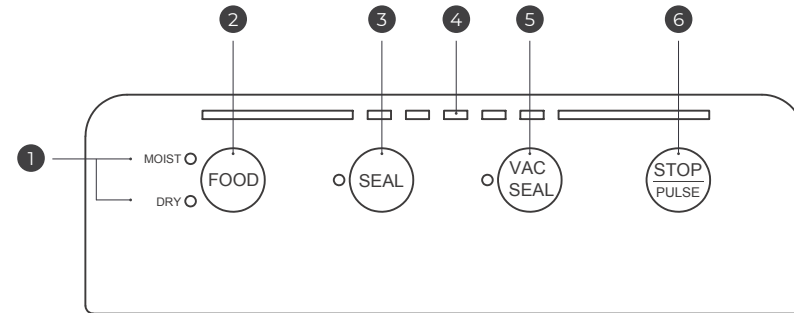 2 3 4 5 6
1
MOIST
DRY
FOOD
SEAL
VAC
SEAL
STOP
PULSE